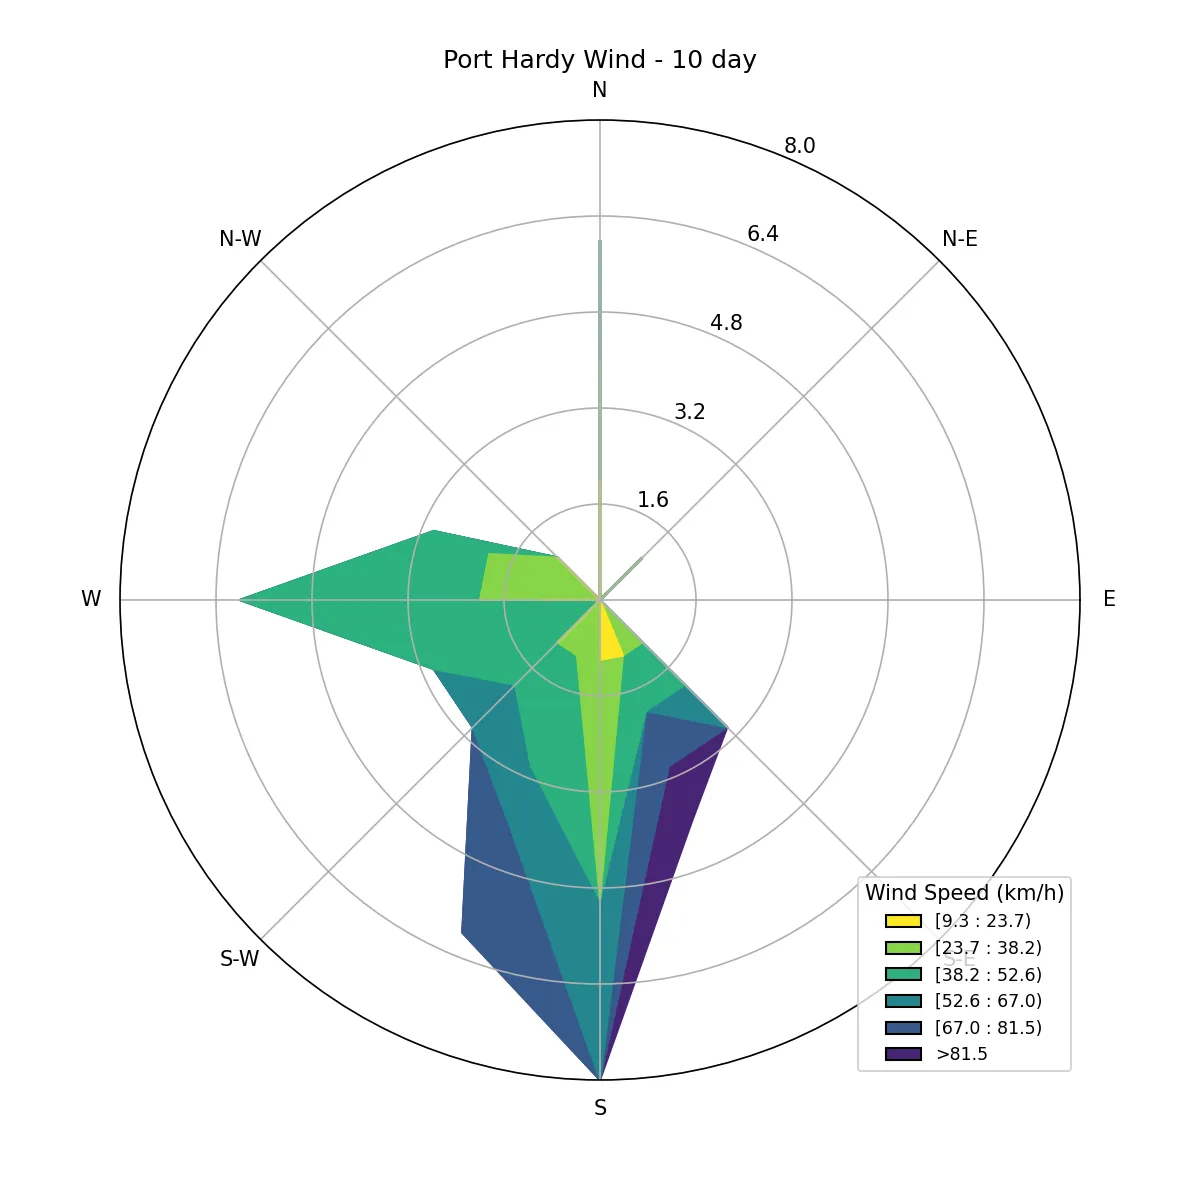 Port Hardy Wind - 10 day
N
8.0
N-W
6.4
N-E
4.8
3.2
1.6
W
E
S-W
S-E
S
Wind Speed (km/h)
[9.3 : 23.7)
[23.7 : 38.2)
[38.2 : 52.6)
[52.6 : 67.0)
[67.0 : 81.5)
>81.5